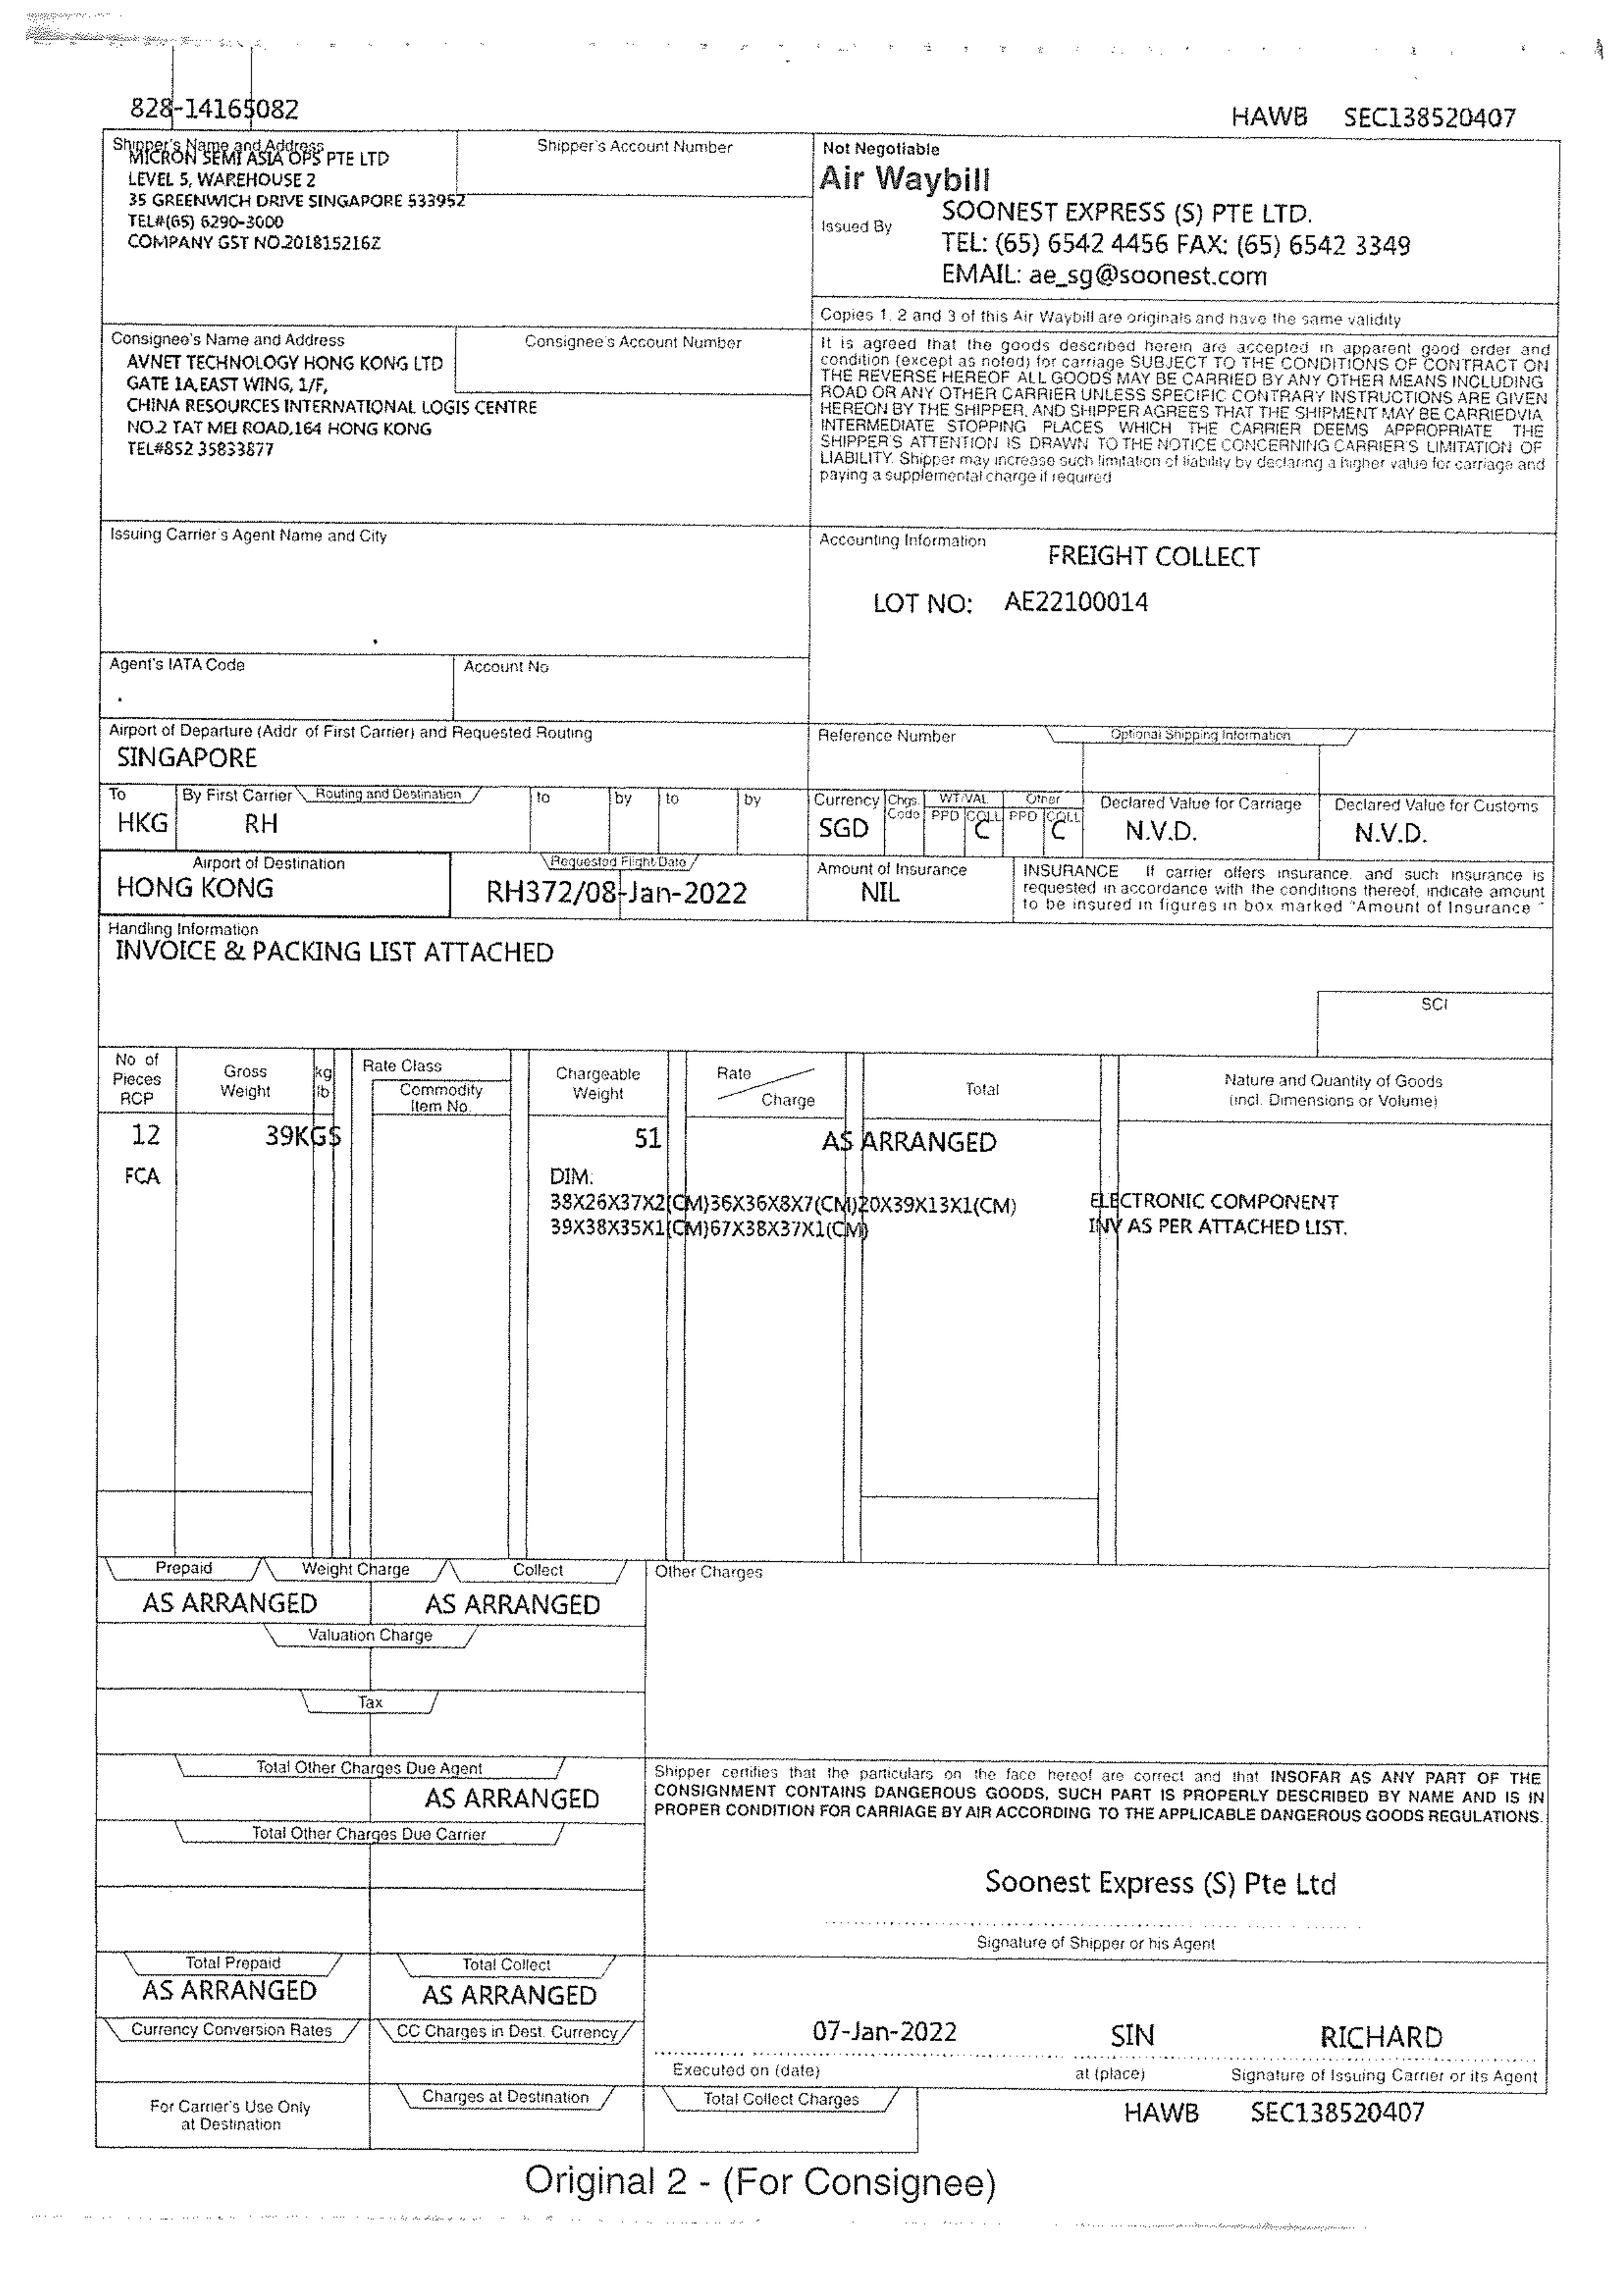 828-14165082
HAWB SEC138520407
Shipper's Name and Address
MICRON SEMI ASIA OPS PTE LTD
LEVEL 5, WAREHOUSE 2
35 GREENWICH DRIVE SINGAPORE 533952
TEL#(65) 6290-3000
COMPANY GST NO.201815216Z
Shipper's Account Number
Not Negotiable
Air Waybill
Issued By
SOONEST EXPRESS (S) PTE LTD.
TEL: (65) 6542 4456 FAX: (65) 6542 3349
EMAIL: ae_sg@soonest.com
Copies 1, 2 and 3 of this Air Waybill are originals and have the same validity
Consignee's Name and Address
AVNET TECHNOLOGY HONG KONG LTD
GATE 1A,EAST WING, 1/F,
CHINA RESOURCES INTERNATIONAL LOGIS CENTRE
NO.2 TAT MEI ROAD,164 HONG KONG
TEL#852 35833877
Consignee's Account Number
It is agreed that the goods described herein are accepted in apparent good order and
condition (except as noted) for carriage SUBJECT TO THE CONDITIONS OF CONTRACT ON
THE REVERSE HEREOF ALL GOODS MAY BE CARRIED BY ANY OTHER MEANS INCLUDING
ROAD OR ANY OTHER CARRIER UNLESS SPECIFIC CONTRARY INSTRUCTIONS ARE GIVEN
HEREON BY THE SHIPPER, AND SHIPPER AGREES THAT THE SHIPMENT MAY BE CARRIEDVIA
INTERMEDIATE STOPPING PLACES WHICH THE CARRIER DEEMS APPROPRIATE THE
SHIPPER'S ATTENTION IS DRAWN TO THE NOTICE CONCERNING CARRIER'S LIMITATION OF
LIABILITY. Shipper may increase such limitation of liability by declaring a higher value for carriage and
paying a supplemental charge if required
Issuing Carrier's Agent Name and City
Accounting Information
FREIGHT COLLECT
LOT NO: AE22100014
Agent's IATA Code
Account No
Airport of Departure (Addr of First Carrier) and Requested Routing
SINGAPORE
Reference Number
Optional Shipping Information
To
HKG
By First Carrier
RH
Routing and Destination
to
by
to
by
Currency
SGD
Chgs. Code
WT/VAL
PPD COLL
C
Other
PPD COLL
C
Declared Value for Carriage
N.V.D.
Declared Value for Customs
N.V.D.
Airport of Destination
HONG KONG
Requested Flight/Date
RH372/08-Jan-2022
Amount of Insurance
NIL
INSURANCE If carrier offers insurance, and such insurance is
requested in accordance with the conditions thereof, indicate amount
to be insured in figures in box marked "Amount of Insurance "
Handling Information
INVOICE & PACKING LIST ATTACHED
SCI
No of
Pieces
RCP
Gross
Weight
kg
lb
Rate Class
Commodity
Item No.
Chargeable
Weight
Rate
Charge
Total
Nature and Quantity of Goods
(incl. Dimensions or Volume)
12 39KGS 51 AS ARRANGED
FCA
DIM:
38X26X37X2(CM)36X36X8X7(CM)20X39X13X1(CM)
39X38X35X1(CM)67X38X37X1(CM)
ELECTRONIC COMPONENT
INV AS PER ATTACHED LIST.
Prepaid
Weight Charge
Collect
AS ARRANGED
AS ARRANGED
Other Charges
Valuation Charge
Tax
Total Other Charges Due Agent
AS ARRANGED
Total Other Charges Due Carrier
Shipper certifies that the particulars on the face hereof are correct and that INSOFAR AS ANY PART OF THE
CONSIGNMENT CONTAINS DANGEROUS GOODS, SUCH PART IS PROPERLY DESCRIBED BY NAME AND IS IN
PROPER CONDITION FOR CARRIAGE BY AIR ACCORDING TO THE APPLICABLE DANGEROUS GOODS REGULATIONS.
Soonest Express (S) Pte Ltd
Signature of Shipper or his Agent
Total Prepaid
Total Collect
AS ARRANGED
AS ARRANGED
Currency Conversion Rates
CC Charges in Dest. Currency
07-Jan-2022 SIN RICHARD
Executed on (date) at (place) Signature of Issuing Carrier or its Agent
For Carrier's Use Only
at Destination
Charges at Destination
Total Collect Charges
HAWB SEC138520407
Original 2 - (For Consignee)